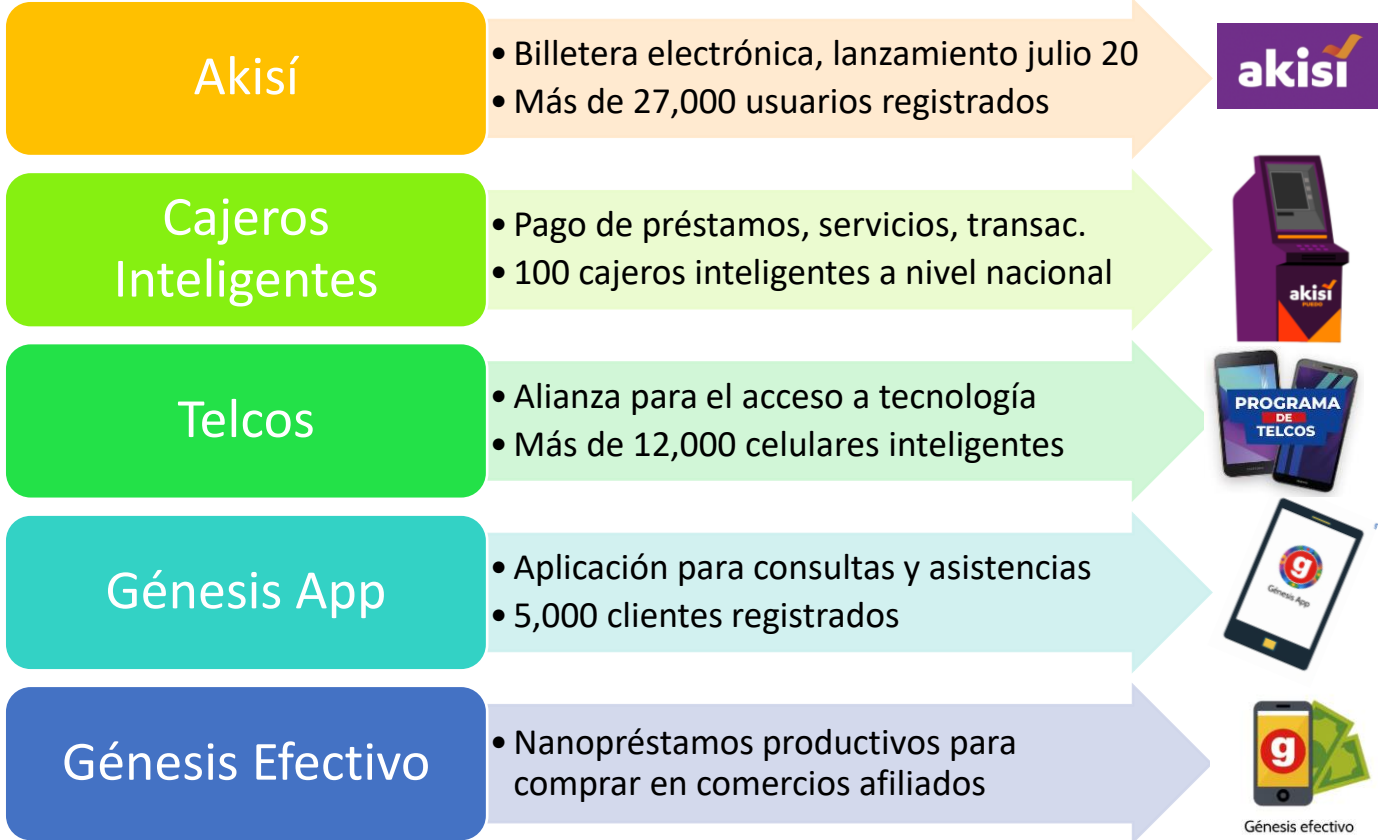 Akisí
• Billetera electrónica, lanzamiento julio 20
• Más de 27,000 usuarios registrados
akisí
Cajeros
Inteligentes
• Pago de préstamos, servicios, transac.
• 100 cajeros inteligentes a nivel nacional
akisí
PUEDO
Telcos
• Alianza para el acceso a tecnología
• Más de 12,000 celulares inteligentes
PROGRAMA
DE
TELCOS
Génesis App
• Aplicación para consultas y asistencias
• 5,000 clientes registrados
g
Génesis App
Génesis Efectivo
• Nanopréstamos productivos para
comprar en comercios afiliados
g
Génesis efectivo